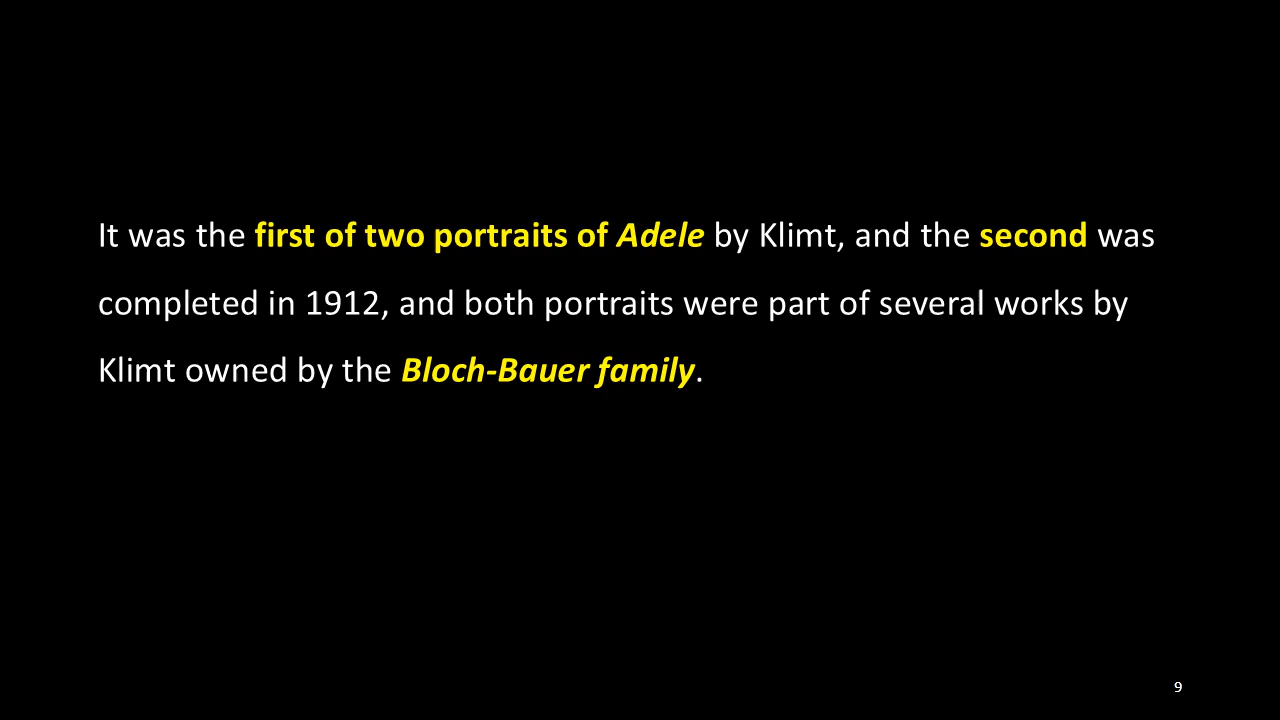 It was the first of two portraits of Adele by Klimt, and the second was
completed in 1912, and both portraits were part of several works by
Klimt owned by the Bloch-Bauer family.
9